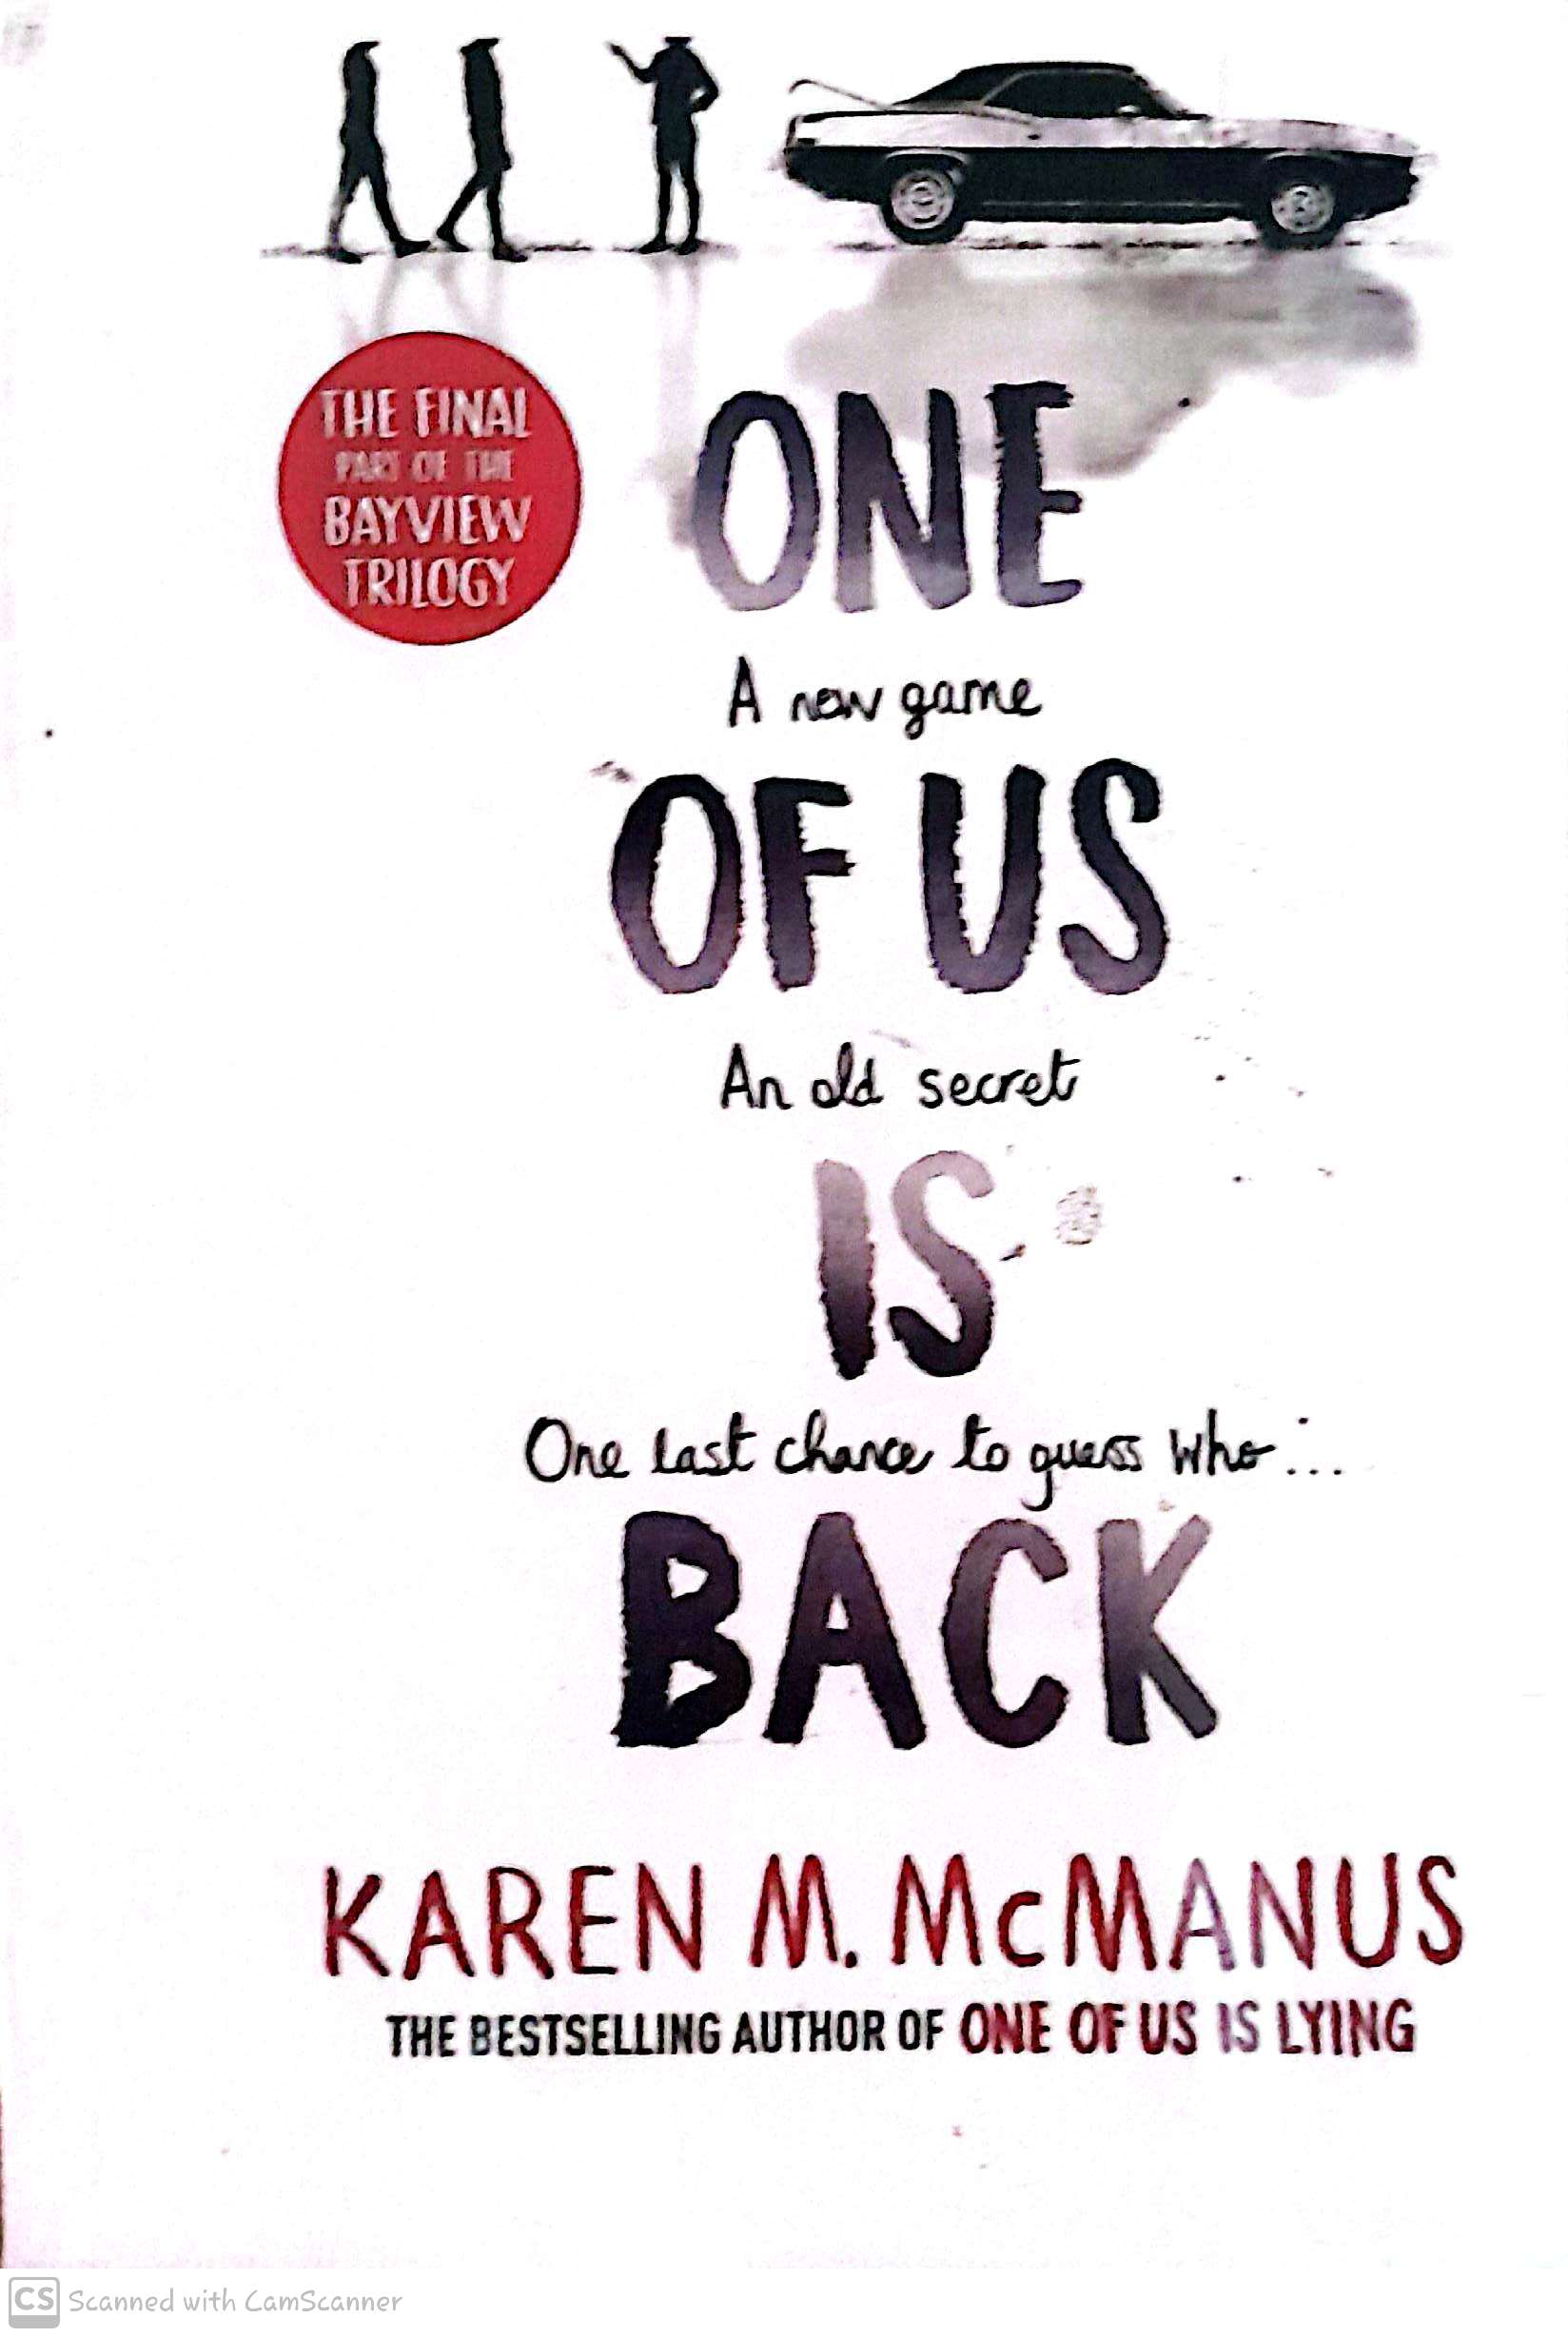 THE FINAL
PART OF THE
BAYVIEW
TRILOGY
ONE
A new game
OF US
An old secret
IS
One last chance to guess who...
BACK
KAREN M. McMANUS
THE BESTSELLING AUTHOR OF ONE OF US IS LYING
CS Scanned with CamScanner